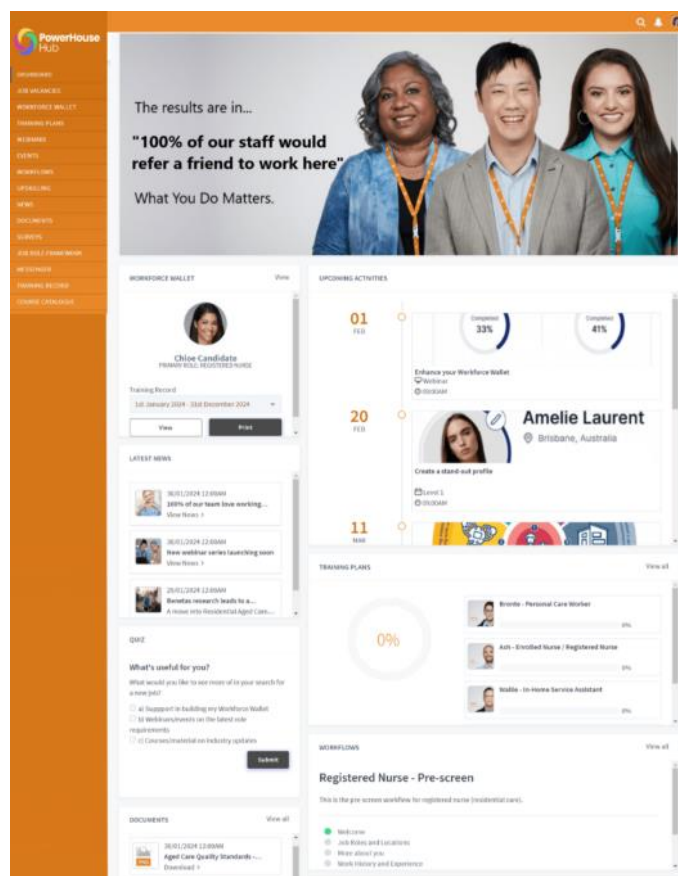 PowerHouse
Hub
DASHBOARD
JOB VACANCIES
WORKFORCE WALLET
TRAINING PLANS
WEBINARS
EVENTS
WORKFLOWS
UPSKILLING
NEWS
DOCUMENTS
SURVEYS
JOB ROLE FRAMEWORK
MESSENGER
TRAINING RECORD
COURSE CATALOGUE
The results are in...
"100% of our staff would
refer a friend to work here"
What You Do Matters.
WORKFORCE WALLET View
Chloe Candidate
PRIMARY ROLE: REGISTERED NURSE
Training Record
1st January 2024 - 31st December 2024
View Print
LATEST NEWS
30/01/2024 12:00AM
100% of our team love working...
View News >
30/01/2024 12:00AM
New webinar series launching soon
View News >
29/01/2024 12:00AM
Benetas research leads to a...
A move into Residential Aged Care...
QUIZ
What's useful for you?
What would you like to see more of in your search for
a new job?
a) Suppport in building my Workforce Wallet
b) Webinars/events on the latest role
requirements
c) Courses/material on industry updates
Submit
DOCUMENTS View all
30/01/2024 12:00AM
Aged Care Quality Standards -...
Download >
UPCOMING ACTIVITIES
01
FEB
Completed
33%
Completed
41%
Enhance your Workforce Wallet
Webinar
09:00AM
20
FEB
Amelie Laurent
Brisbane, Australia
Create a stand-out profile
Level 1
09:00AM
11
MAR
TRAINING PLANS View all
0%
Bronte - Personal Care Worker
0%
Ash - Enrolled Nurse / Registered Nurse
0%
Wallie - In-Home Service Assistant
0%
WORKFLOWS View all
Registered Nurse - Pre-screen
This is the pre screen workflow for registered nurse (residential care).
Welcome
Job Roles and Locations
More about you
Work History and Experience